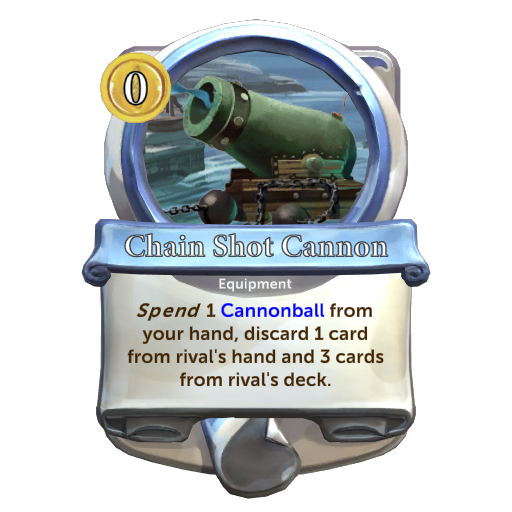 0
Chain Shot Cannon
Equipment
Spend 1 Cannonball from
your hand, discard 1 card
from rival's hand and 3 cards
from rival's deck.